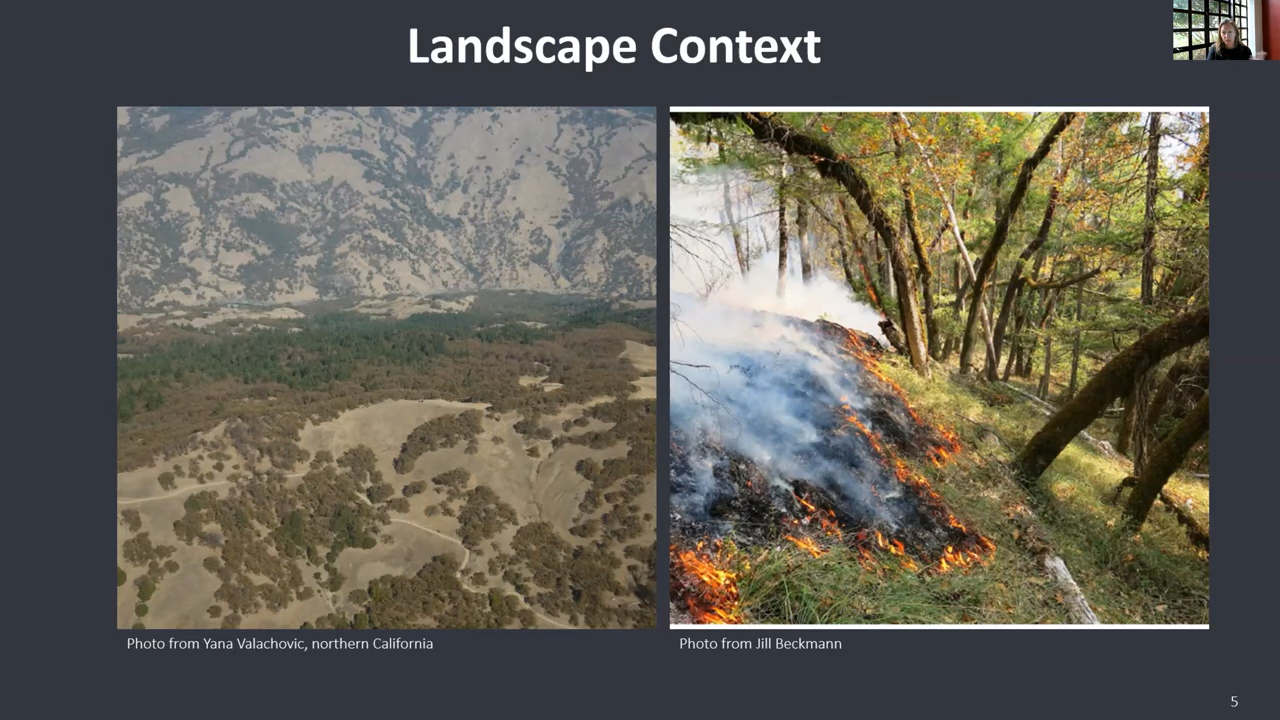 Landscape Context
Photo from Yana Valachovic, northern California
Photo from Jill Beckmann
5